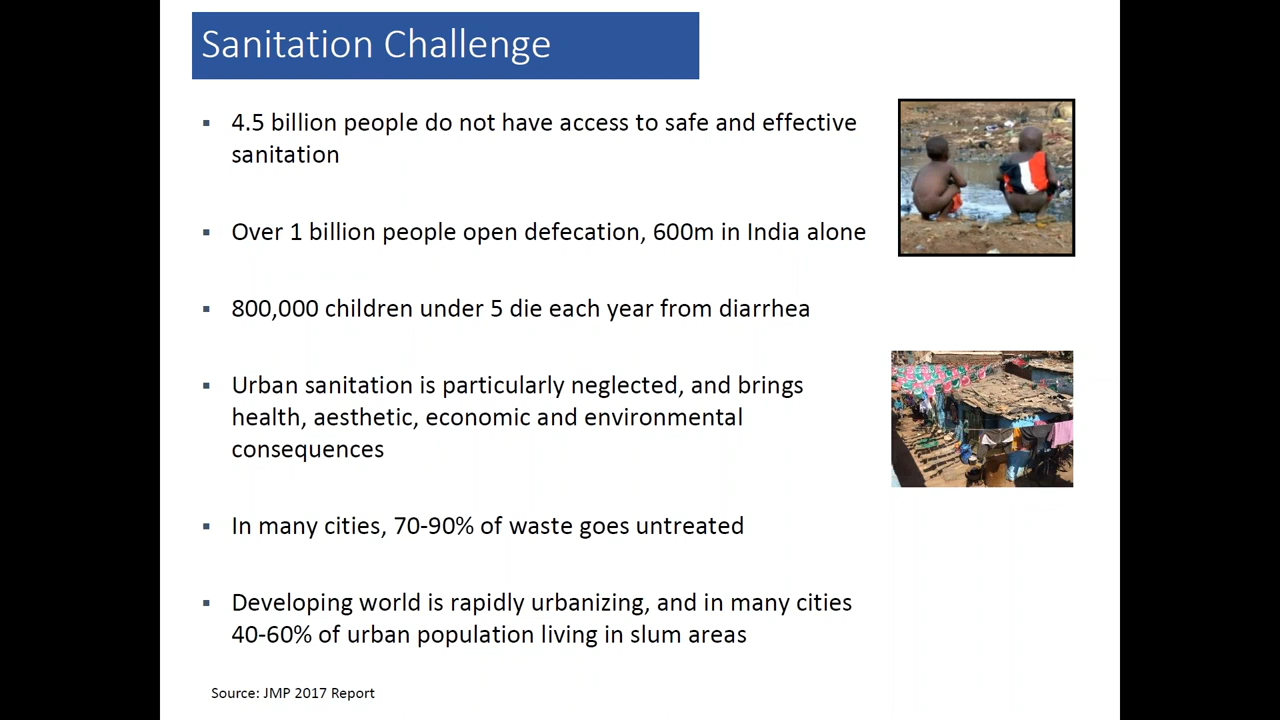 Sanitation Challenge
▪ 4.5 billion people do not have access to safe and effective
sanitation
▪ Over 1 billion people open defecation, 600m in India alone
▪ 800,000 children under 5 die each year from diarrhea
▪ Urban sanitation is particularly neglected, and brings
health, aesthetic, economic and environmental
consequences
▪ In many cities, 70-90% of waste goes untreated
▪ Developing world is rapidly urbanizing, and in many cities
40-60% of urban population living in slum areas
Source: JMP 2017 Report